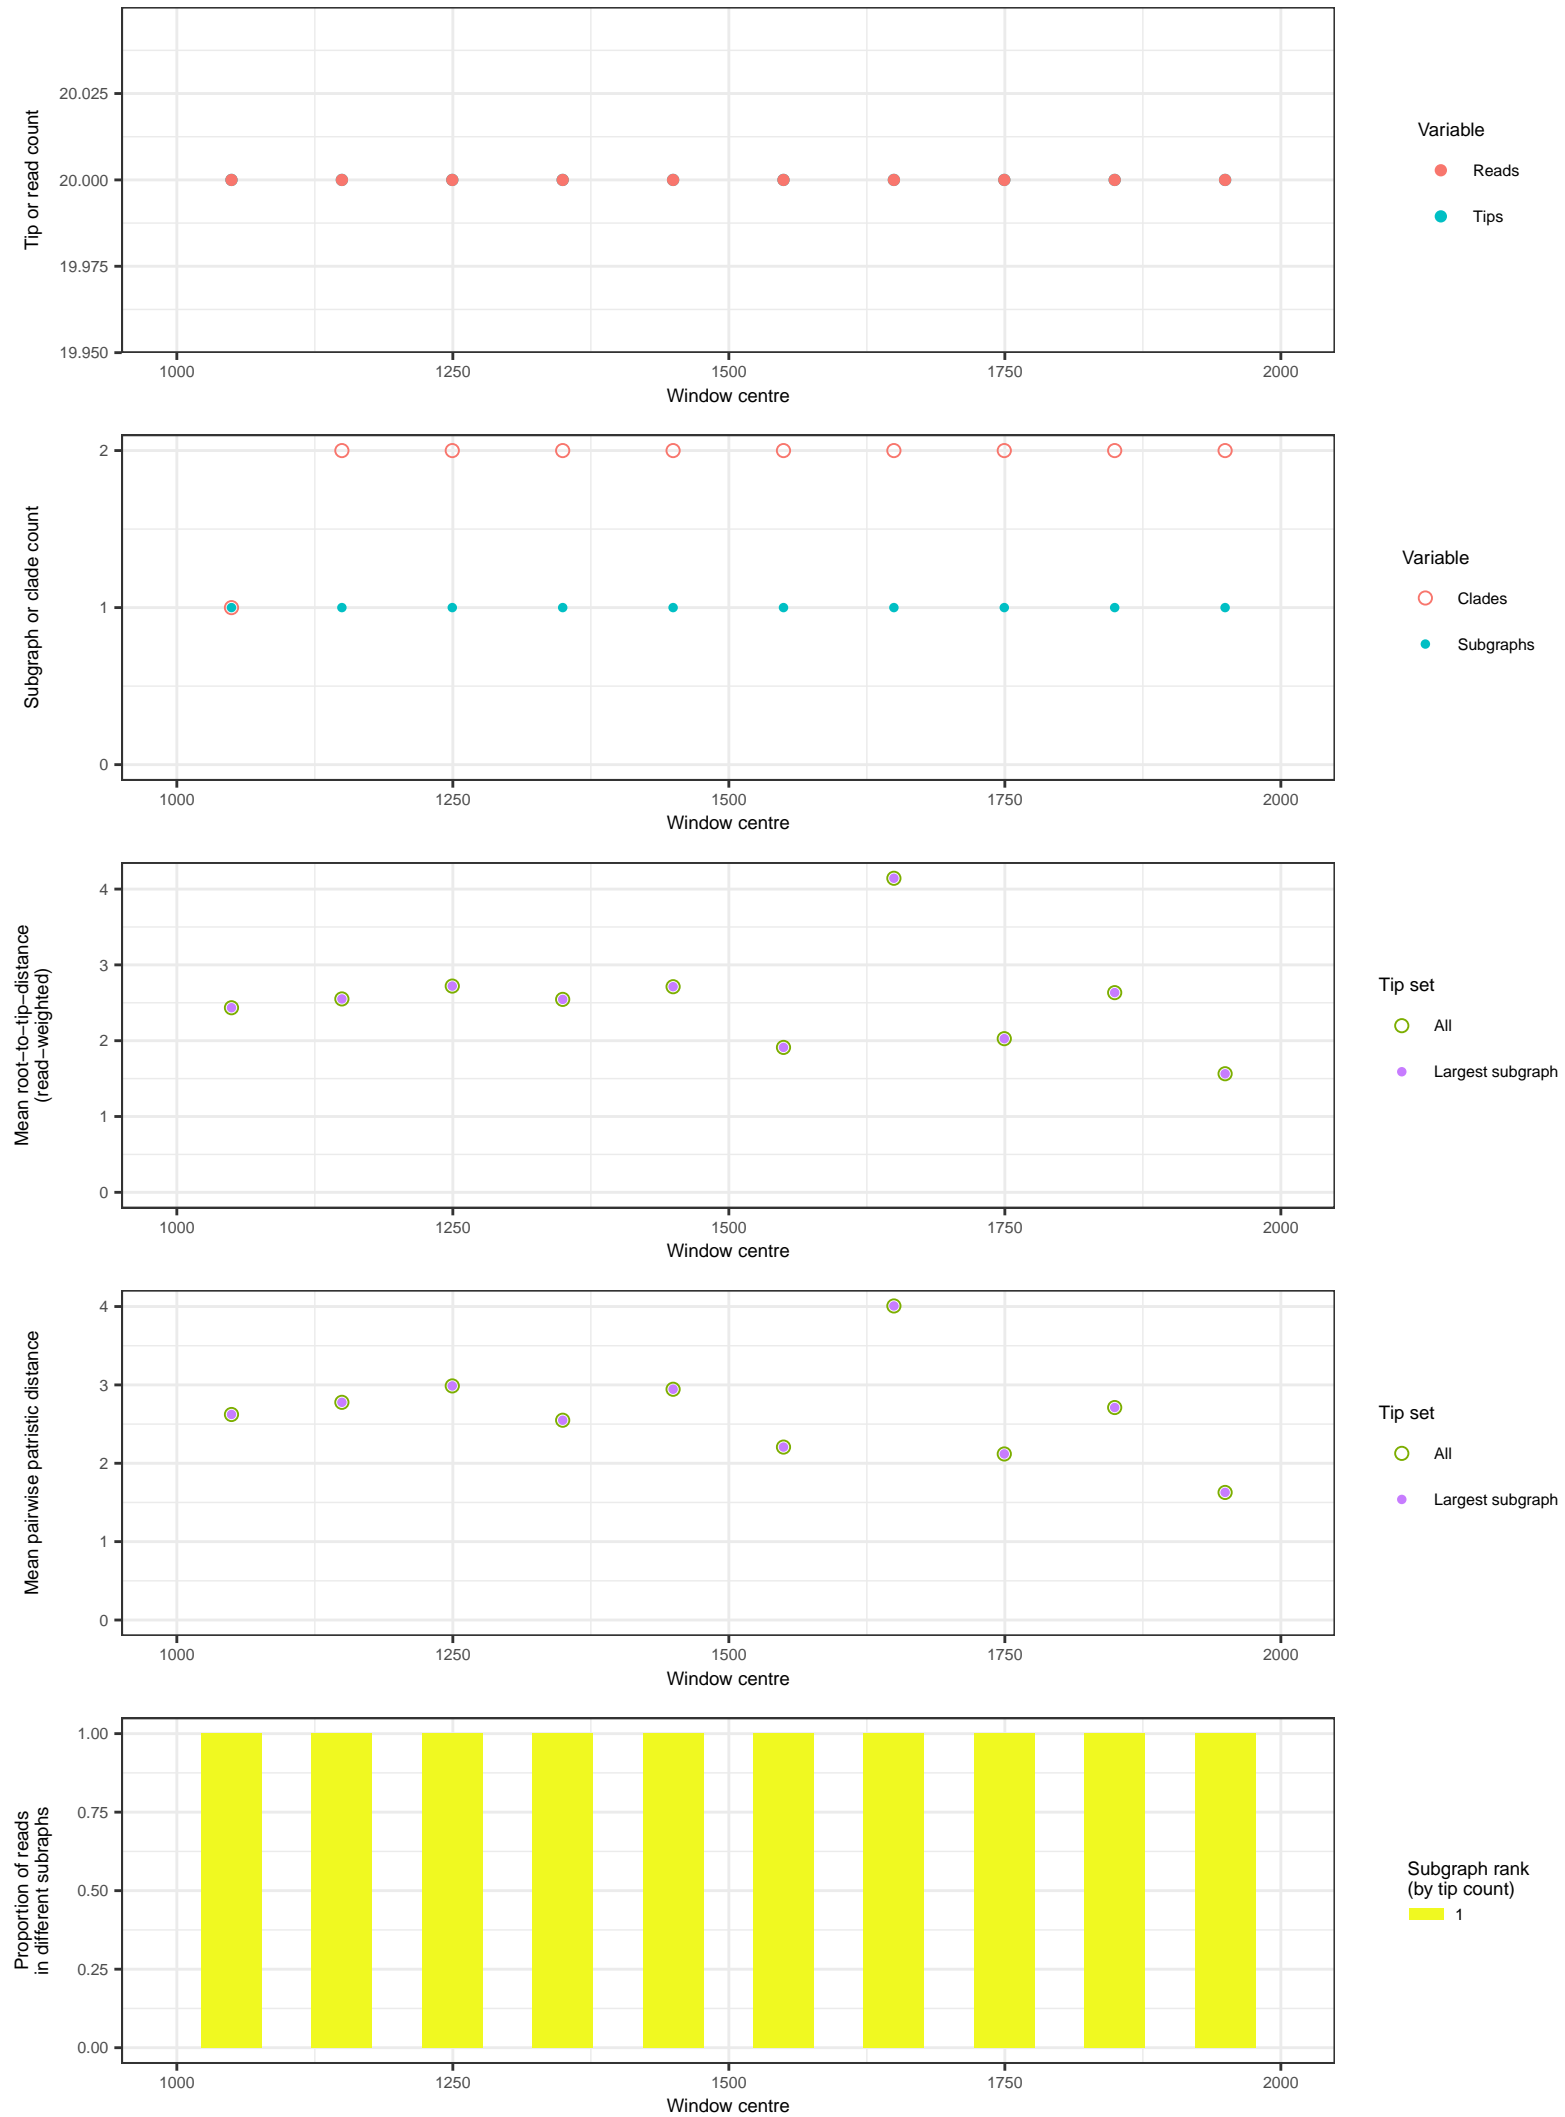 20.025
20.000
19.975
19.950
Tip or read count
1000 1250 1500 1750 2000
Window centre
Variable
Reads
Tips
2
1
0
Subgraph or clade count
1000 1250 1500 1750 2000
Window centre
Variable
Clades
Subgraphs
4
3
2
1
0
Mean root−to−tip−distance
(read−weighted)
1000 1250 1500 1750 2000
Window centre
Tip set
All
Largest subgraph
4
3
2
1
0
Mean pairwise patristic distance
1000 1250 1500 1750 2000
Window centre
Tip set
All
Largest subgraph
1.00
0.75
0.50
0.25
0.00
Proportion of reads
in different subraphs
1000 1250 1500 1750 2000
Window centre
Subgraph rank
(by tip count)
1